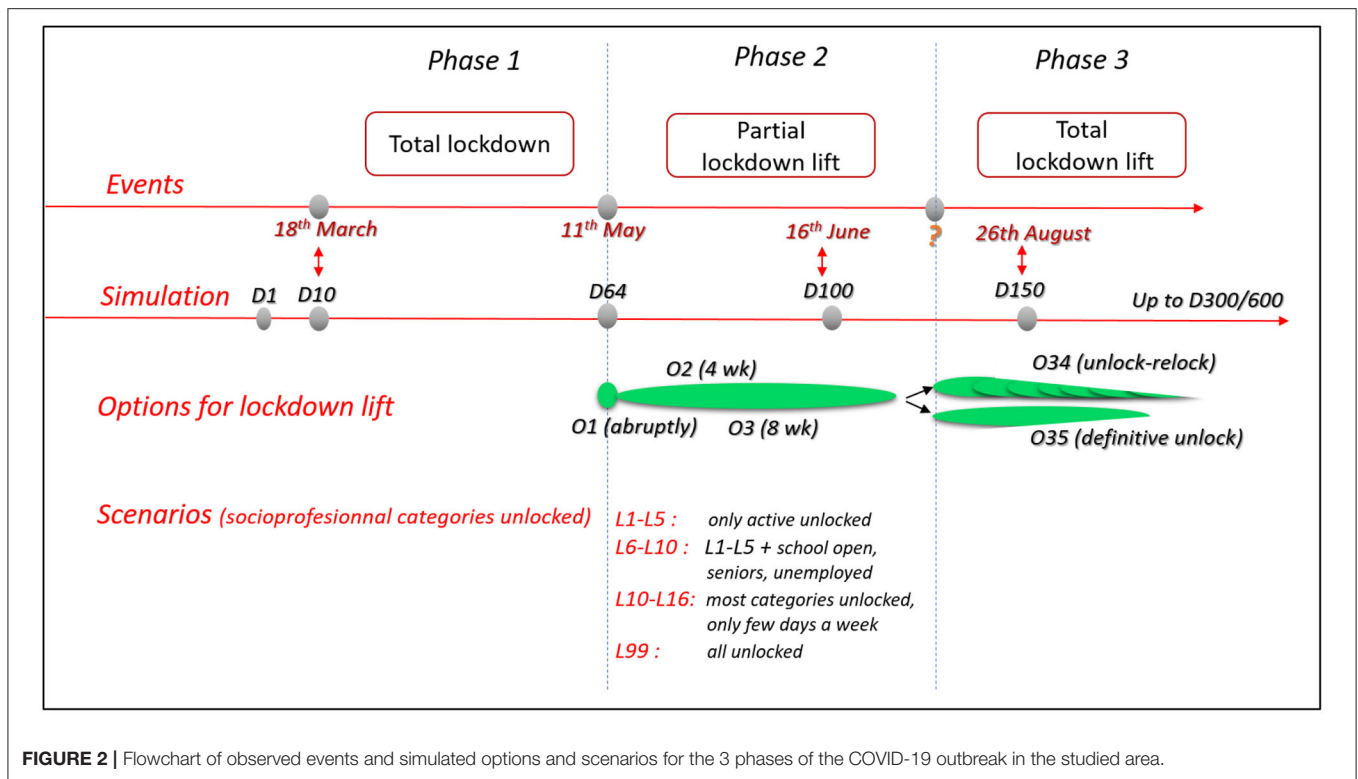 Phase 1
Phase 2
Phase 3
Total lockdown
Partial
lockdown lift
Total
lockdown lift
Events
18th March
11th May
16th June
?
26th August
Simulation
D1
D10
D64
D100
D150
Up to D300/600
Options for lockdown lift
O1 (abruptly)
O2 (4 wk)
O3 (8 wk)
O34 (unlock-relock)
O35 (definitive unlock)
Scenarios (socioprofesionnal categories unlocked)
L1-L5 : only active unlocked
L6-L10 : L1-L5 + school open,
seniors, unemployed
L10-L16: most categories unlocked,
only few days a week
L99 : all unlocked
FIGURE 2 | Flowchart of observed events and simulated options and scenarios for the 3 phases of the COVID-19 outbreak in the studied area.